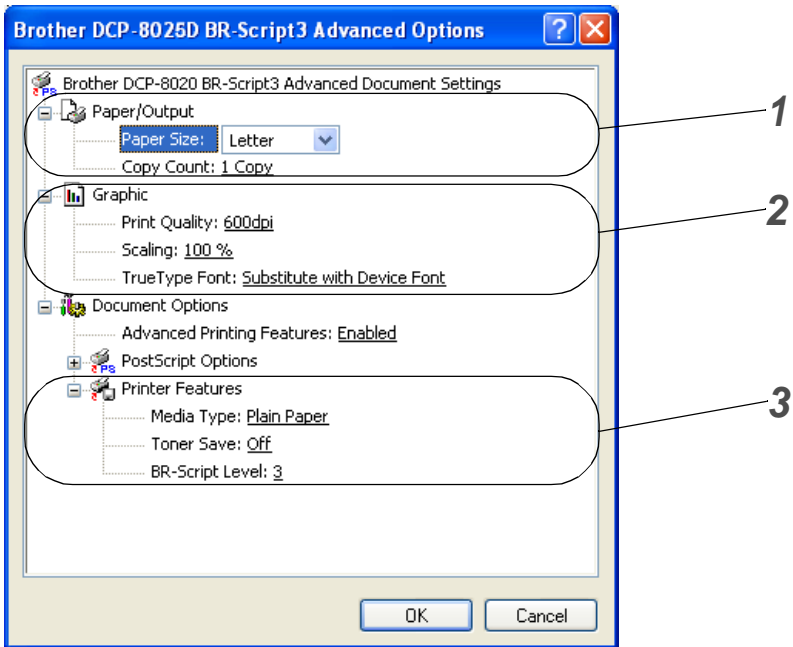 Brother DCP-8025D BR-Script3 Advanced Options
Brother DCP-8020 BR-Script3 Advanced Document Settings
Paper/Output
Paper Size: Letter
Copy Count: 1 Copy
1
Graphic
Print Quality: 600dpi
Scaling: 100 %
TrueType Font: Substitute with Device Font
2
Document Options
Advanced Printing Features: Enabled
PS PostScript Options
Printer Features
Media Type: Plain Paper
Toner Save: Off
BR-Script Level: 3
3
OK Cancel